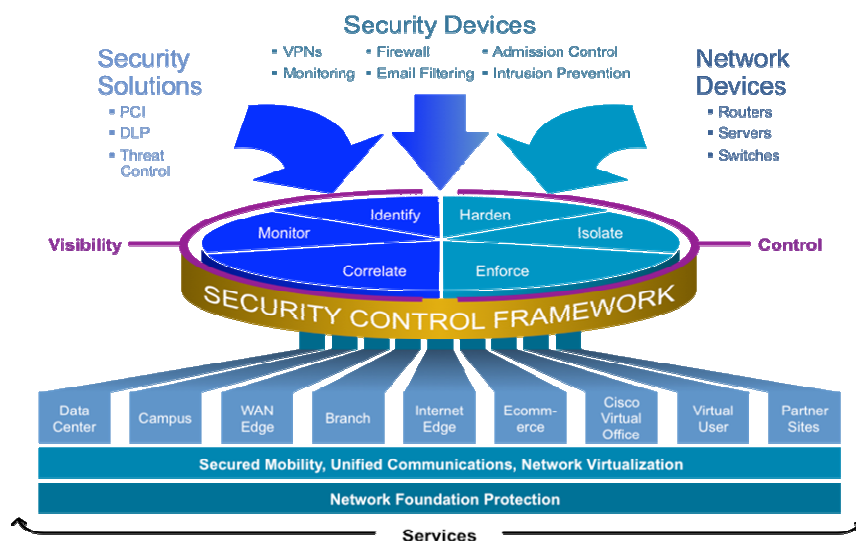 Security Devices
▪ VPNs
▪ Firewall
▪ Admission Control
▪ Monitoring
▪ Email Filtering
▪ Intrusion Prevention
Security
Solutions
▪ PCI
▪ DLP
▪ Threat
Control
Network
Devices
▪ Routers
▪ Servers
▪ Switches
Visibility
Identify
Harden
Monitor
Isolate
Correlate
Enforce
Control
SECURITY CONTROL FRAMEWORK
Data
Center
Campus
WAN
Edge
Branch
Internet
Edge
Ecomm-
erce
Cisco
Virtual
Office
Virtual
User
Partner
Sites
Secured Mobility, Unified Communications, Network Virtualization
Network Foundation Protection
Services